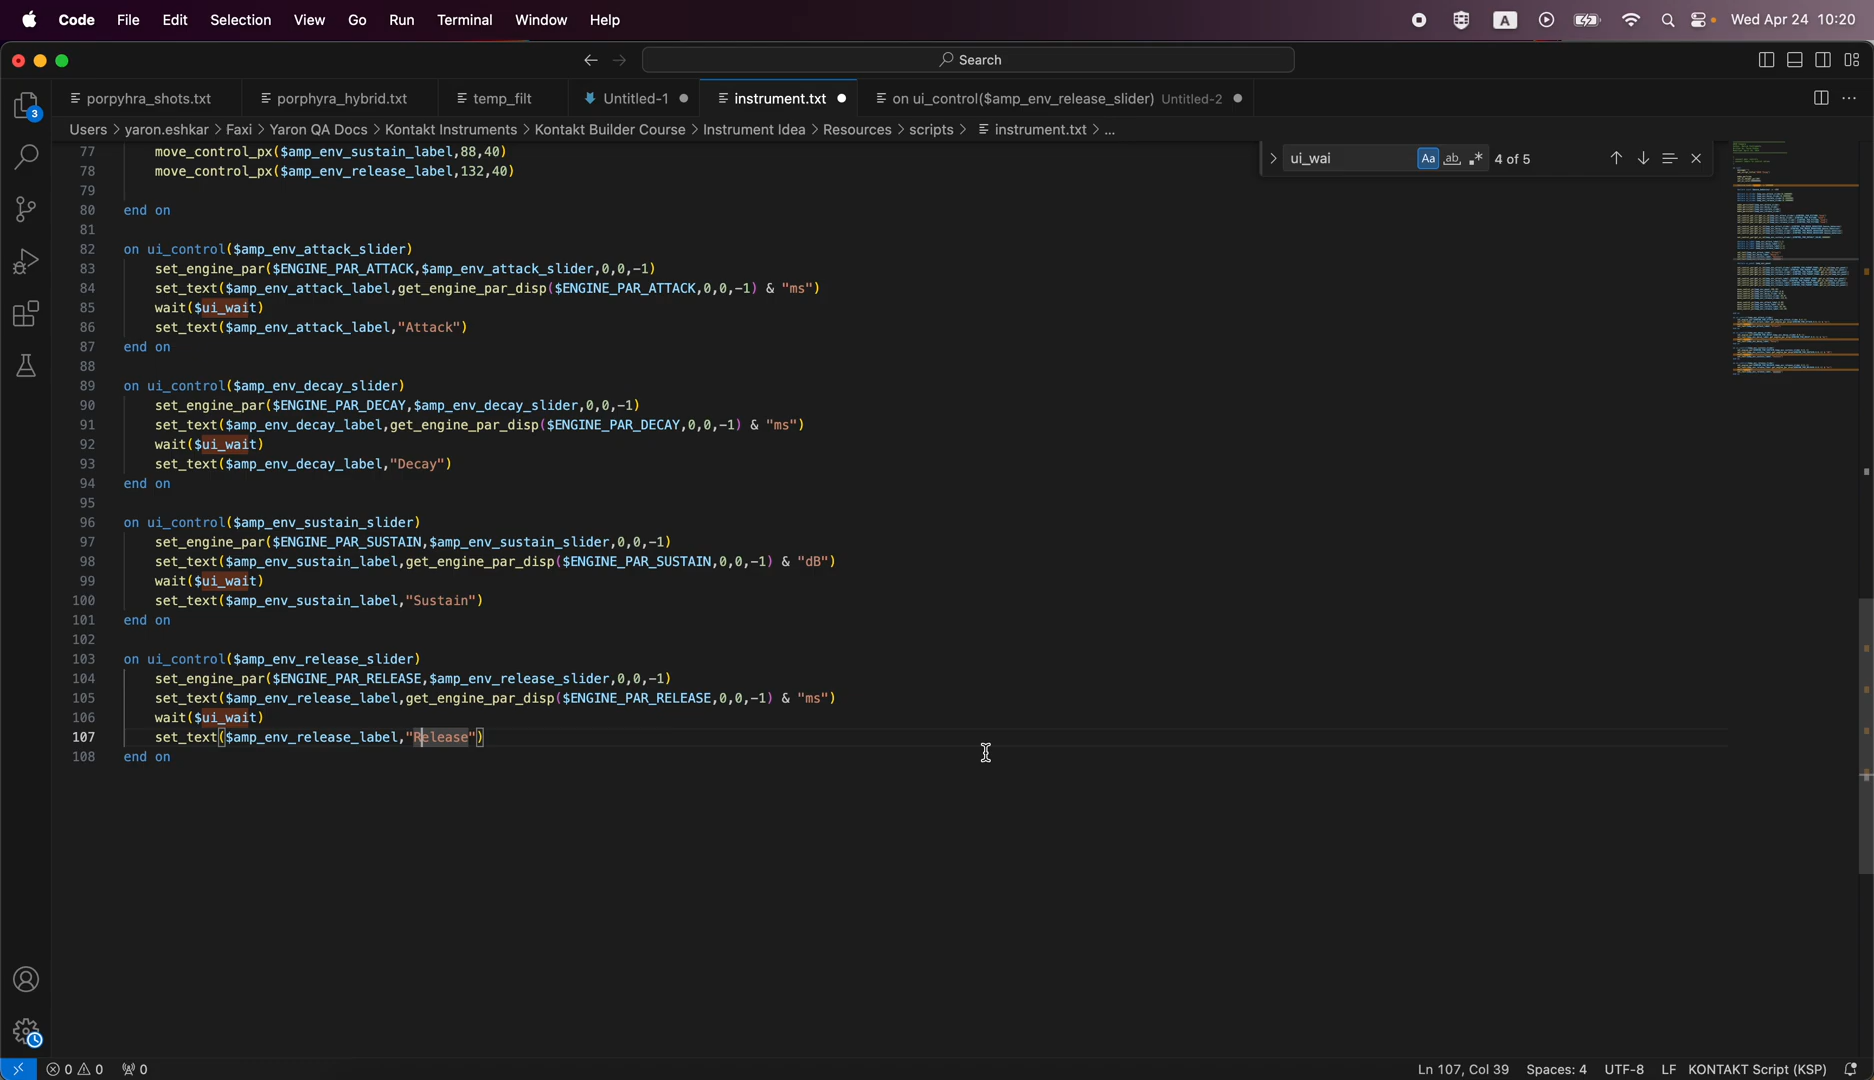 Code File Edit Selection View Go Run Terminal Window Help A Wed Apr 24 10:20
Search
3
porpyhra_shots.txt porphyra_hybrid.txt temp_filt Untitled-1 instrument.txt on ui_control($amp_env_release_slider) Untitled-2
Users > yaron.eshkar > Faxi > Yaron QA Docs > Kontakt Instruments > Kontakt Builder Course > Instrument Idea > Resources > scripts > instrument.txt > ...
ui_wai Aa ab 4 of 5
77 move_control_px($amp_env_sustain_label,88,40)
78 move_control_px($amp_env_release_label,132,40)
79
80 end on
81
82 on ui_control($amp_env_attack_slider)
83 set_engine_par($ENGINE_PAR_ATTACK,$amp_env_attack_slider,0,0,-1)
84 set_text($amp_env_attack_label,get_engine_par_disp($ENGINE_PAR_ATTACK,0,0,-1) & "ms")
85 wait($ui_wait)
86 set_text($amp_env_attack_label,"Attack")
87 end on
88
89 on ui_control($amp_env_decay_slider)
90 set_engine_par($ENGINE_PAR_DECAY,$amp_env_decay_slider,0,0,-1)
91 set_text($amp_env_decay_label,get_engine_par_disp($ENGINE_PAR_DECAY,0,0,-1) & "ms")
92 wait($ui_wait)
93 set_text($amp_env_decay_label,"Decay")
94 end on
95
96 on ui_control($amp_env_sustain_slider)
97 set_engine_par($ENGINE_PAR_SUSTAIN,$amp_env_sustain_slider,0,0,-1)
98 set_text($amp_env_sustain_label,get_engine_par_disp($ENGINE_PAR_SUSTAIN,0,0,-1) & "dB")
99 wait($ui_wait)
100 set_text($amp_env_sustain_label,"Sustain")
101 end on
102
103 on ui_control($amp_env_release_slider)
104 set_engine_par($ENGINE_PAR_RELEASE,$amp_env_release_slider,0,0,-1)
105 set_text($amp_env_release_label,get_engine_par_disp($ENGINE_PAR_RELEASE,0,0,-1) & "ms")
106 wait($ui_wait)
107 set_text($amp_env_release_label,"Release")
108 end on
0 0 0 Ln 107, Col 39 Spaces: 4 UTF-8 LF KONTAKT Script (KSP)